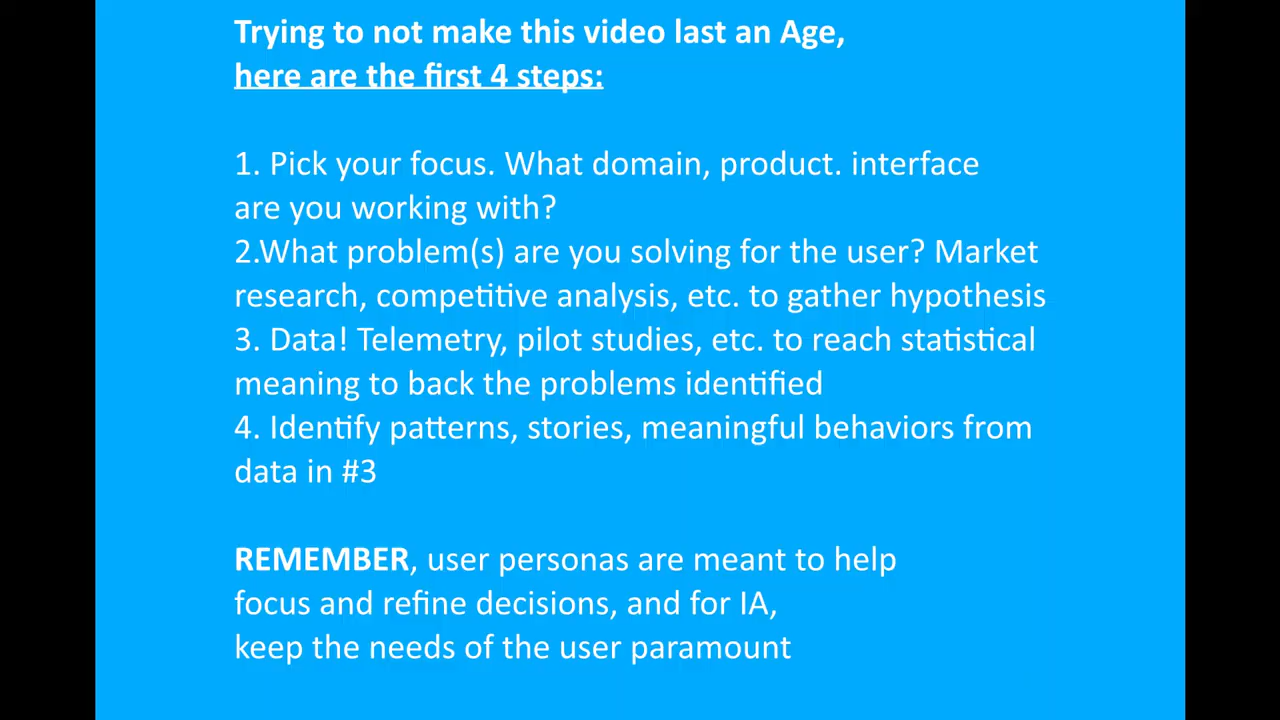 Trying to not make this video last an Age,
here are the first 4 steps:
1. Pick your focus. What domain, product. interface
are you working with?
2.What problem(s) are you solving for the user? Market
research, competitive analysis, etc. to gather hypothesis
3. Data! Telemetry, pilot studies, etc. to reach statistical
meaning to back the problems identified
4. Identify patterns, stories, meaningful behaviors from
data in #3
REMEMBER, user personas are meant to help
focus and refine decisions, and for IA,
keep the needs of the user paramount